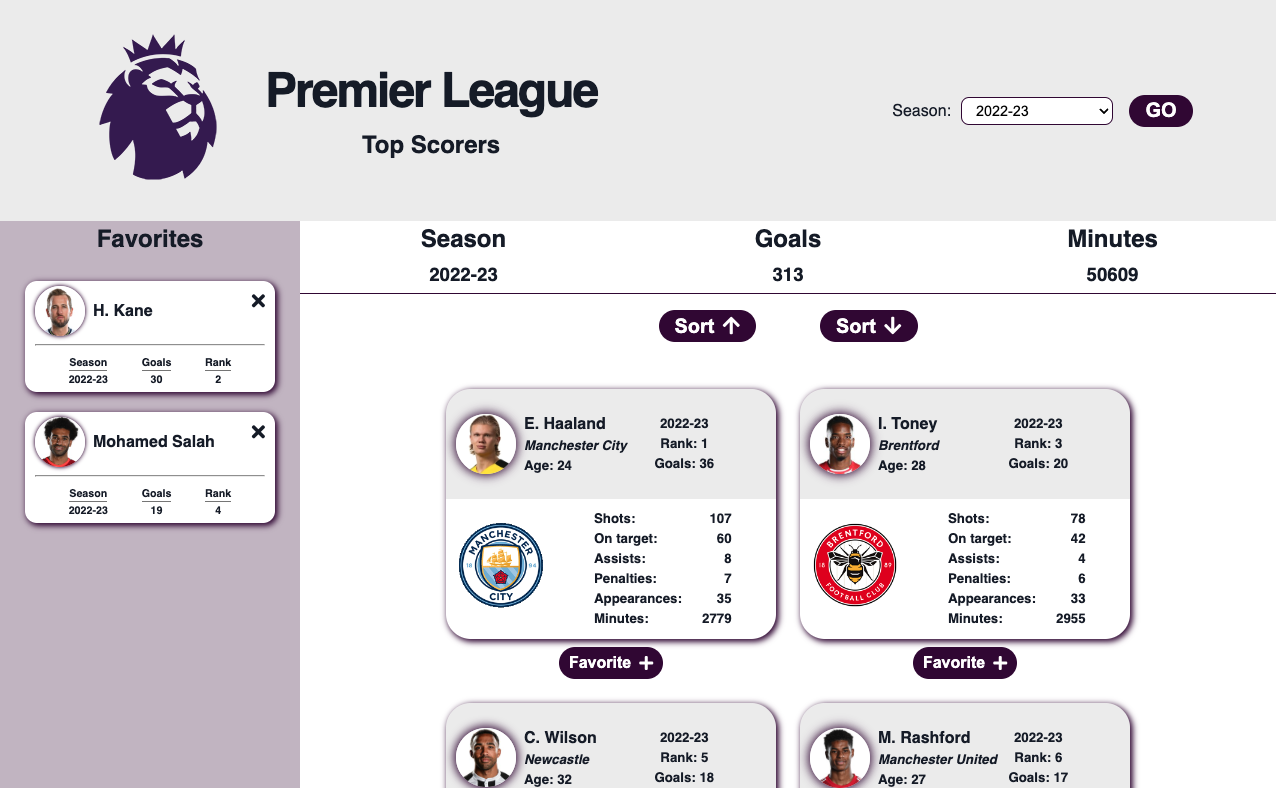 Premier League
Top Scorers
Season: 2022-23 GO
Favorites
H. Kane
Season Goals Rank
2022-23 30 2
Mohamed Salah
Season Goals Rank
2022-23 19 4
Season Goals Minutes
2022-23 313 50609
Sort Sort
E. Haaland 2022-23
Manchester City Rank: 1
Age: 24 Goals: 36
MANCHESTER
18 94
CITY
Shots: 107
On target: 60
Assists: 8
Penalties: 7
Appearances: 35
Minutes: 2779
Favorite
I. Toney 2022-23
Brentford Rank: 3
Age: 28 Goals: 20
BRENTFORD
18 89
FOOTBALL CLUB
Shots: 78
On target: 42
Assists: 4
Penalties: 6
Appearances: 33
Minutes: 2955
Favorite
C. Wilson 2022-23
Newcastle Rank: 5
Age: 32 Goals: 18
M. Rashford 2022-23
Manchester United Rank: 6
Age: 27 Goals: 17